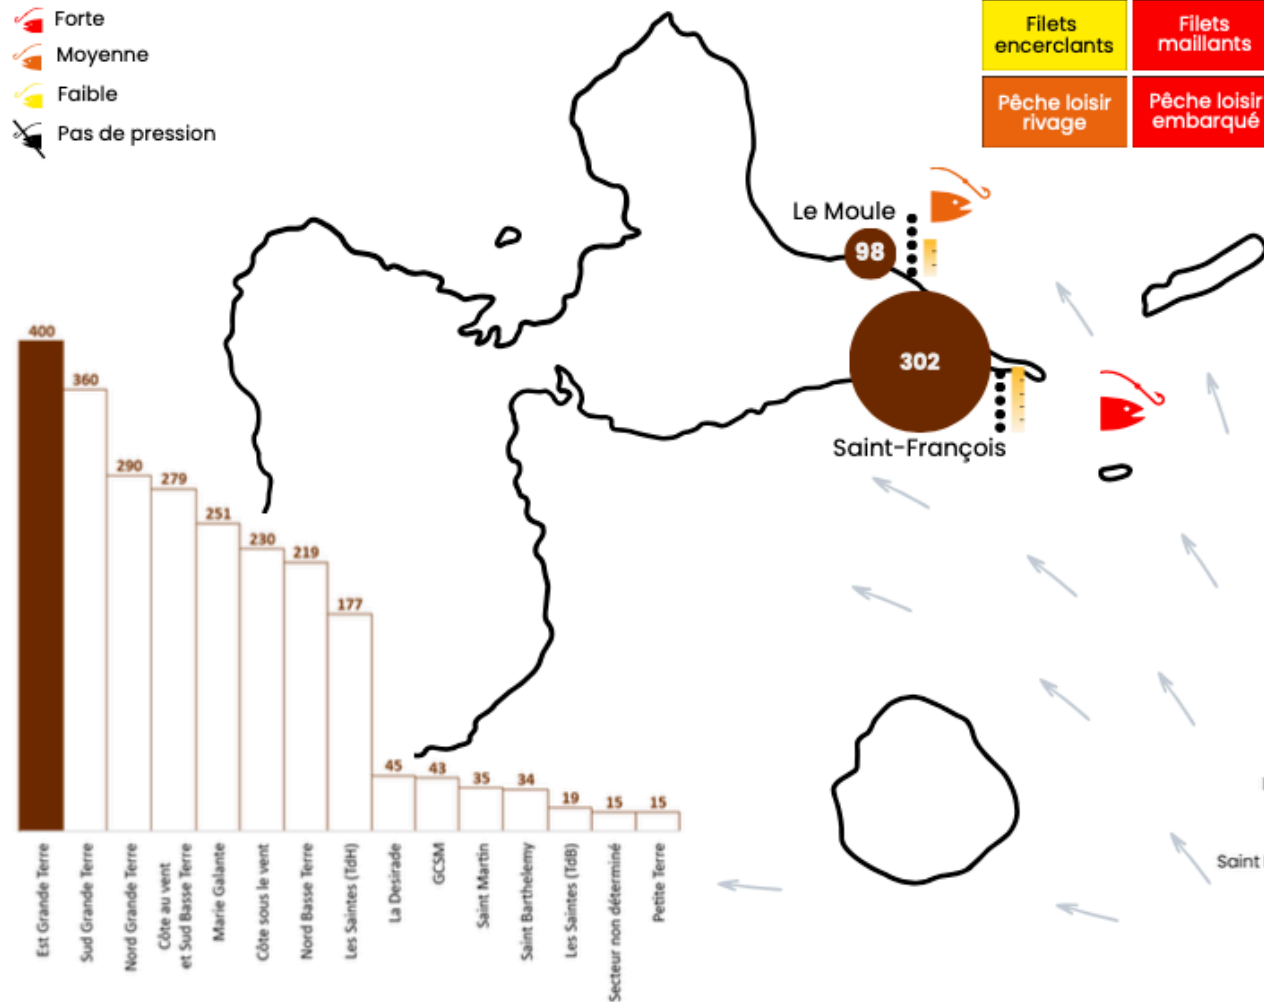 Forte
Moyenne
Faible
Pas de pression
Filets
encerclants
Filets
maillants
Pêche loisir
rivage
Pêche loisir
embarqué
Le Moule
98
302
Saint-François
400
360
290
279
251
230
219
177
45
43
35
34
19
15
15
Est Grande Terre
Sud Grande Terre
Nord Grande Terre
Côte au vent
et Sud Basse Terre
Marie Galante
Côte sous le vent
Nord Basse Terre
Les Saintes (TdH)
La Desirade
GCSM
Saint Martin
Saint Barthelemy
Les Saintes (TdB)
Secteur non déterminé
Petite Terre
Saint